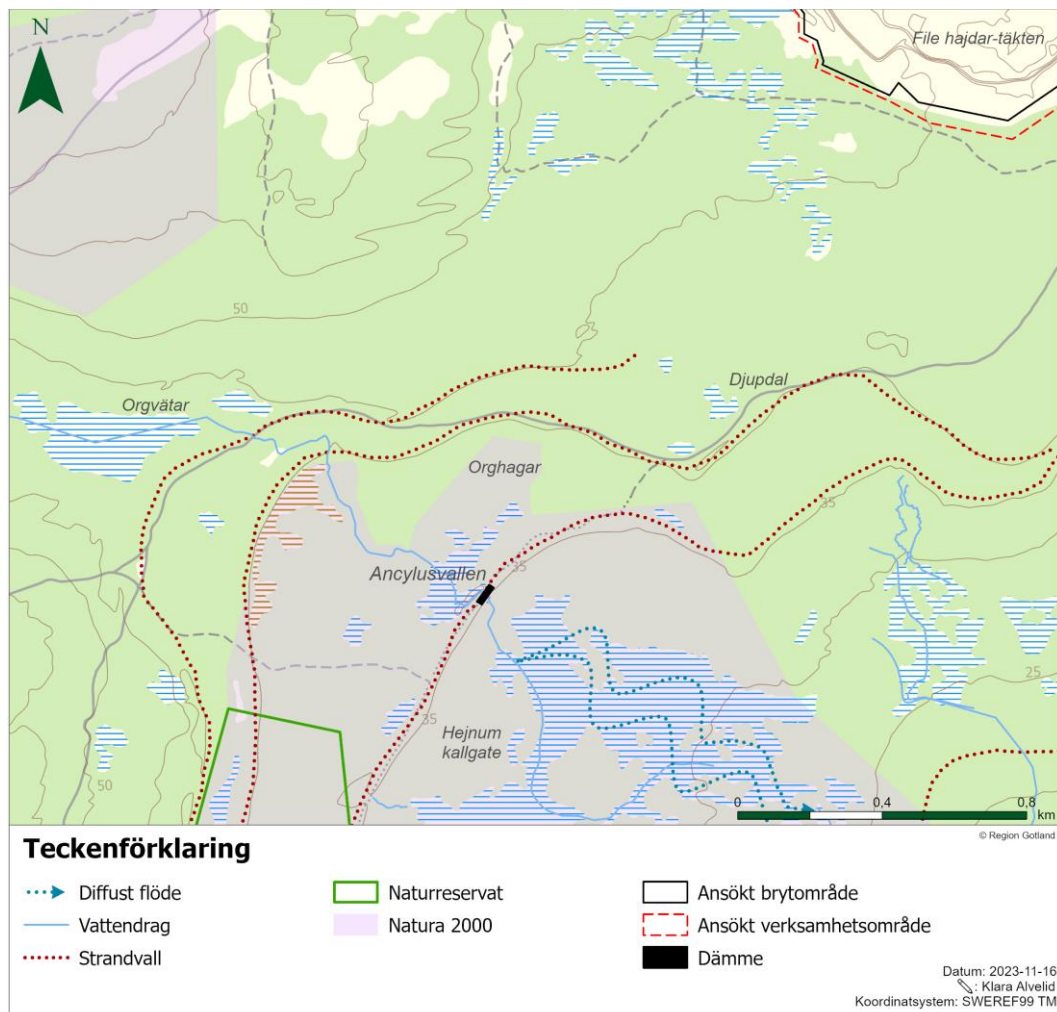 N
File hajdar-täkten
50
Orgvätar
Djupdal
Orghagar
35
Ancylusvallen
35
25
35
Hejnum
kallgate
50
0 0,4 0,8
km
© Region Gotland
Teckenförklaring
Diffust flöde
Vattendrag
Strandvall
Naturreservat
Natura 2000
Ansökt brytområde
Ansökt verksamhetsområde
Dämme
Datum: 2023-11-16
: Klara Alvelid
Koordinatsystem: SWEREF99 TM